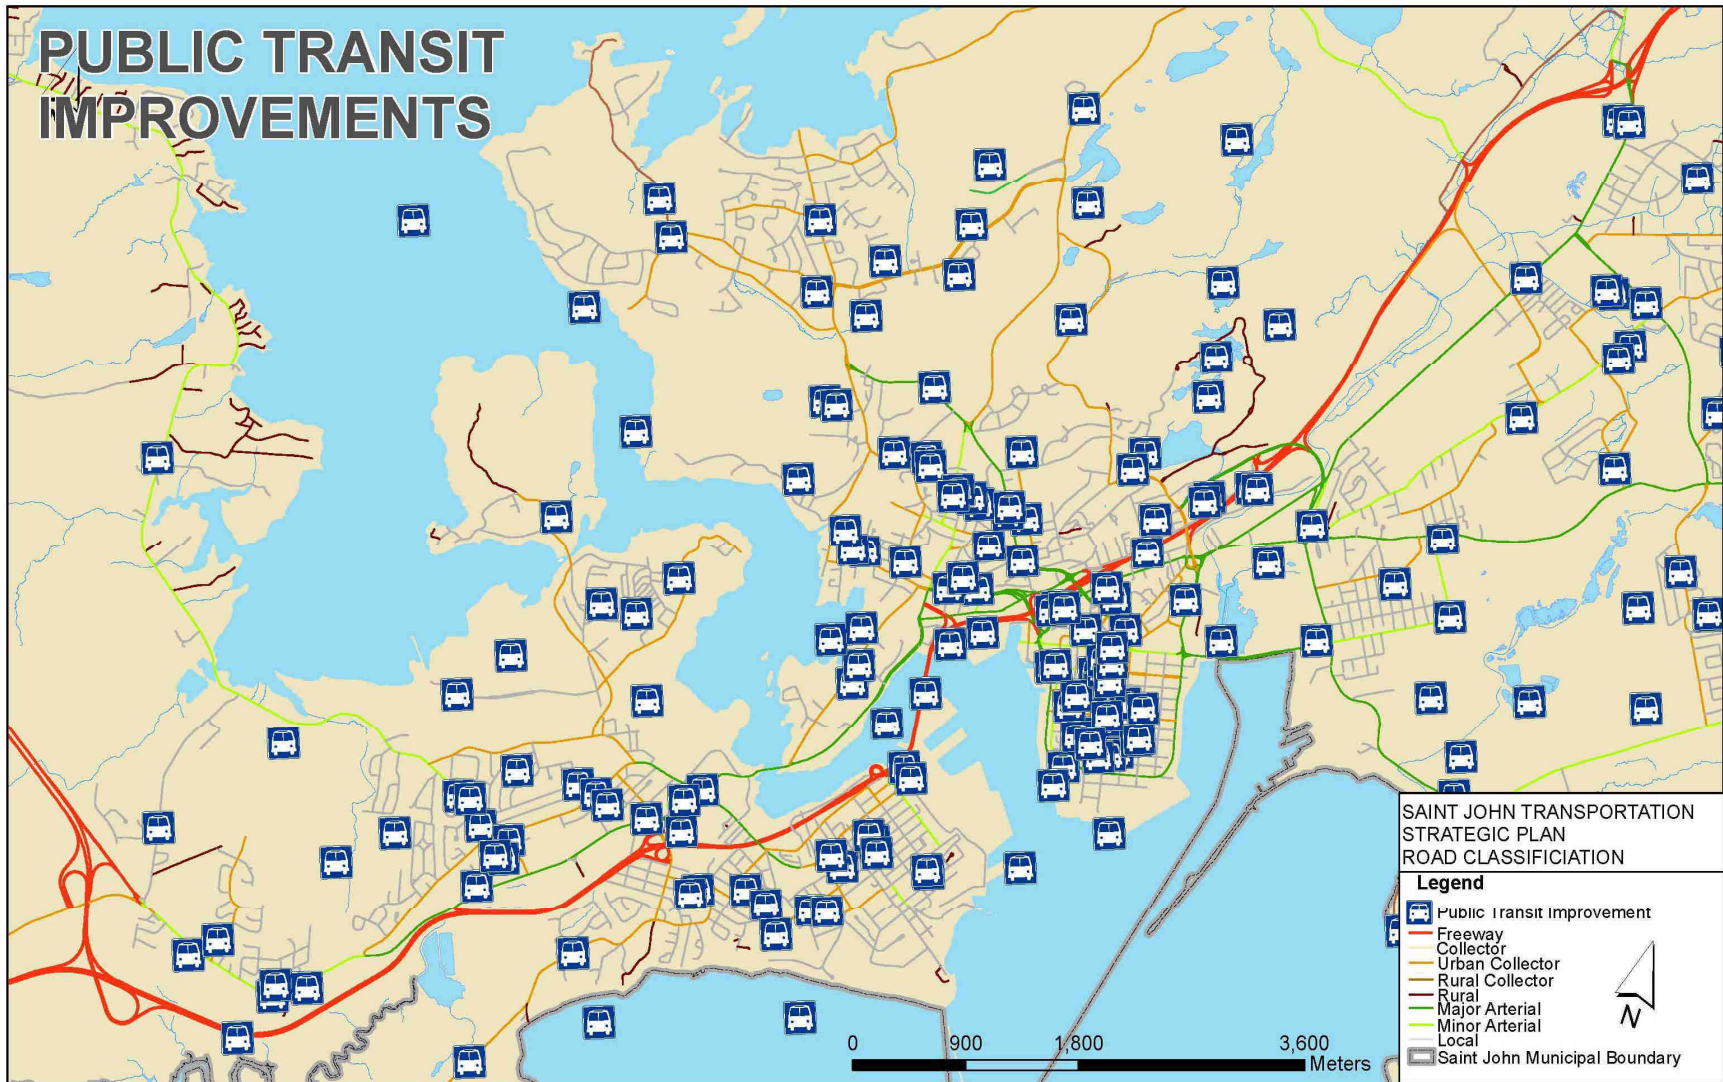 PUBLIC TRANSIT
IMPROVEMENTS
SAINT JOHN TRANSPORTATION
STRATEGIC PLAN
ROAD CLASSIFICIATION
Legend
Public Transit Improvement
Freeway
Collector
Urban Collector
Rural Collector
Rural
Major Arterial
Minor Arterial
Local
Saint John Municipal Boundary
N
0 900 1,800 3,600
Meters